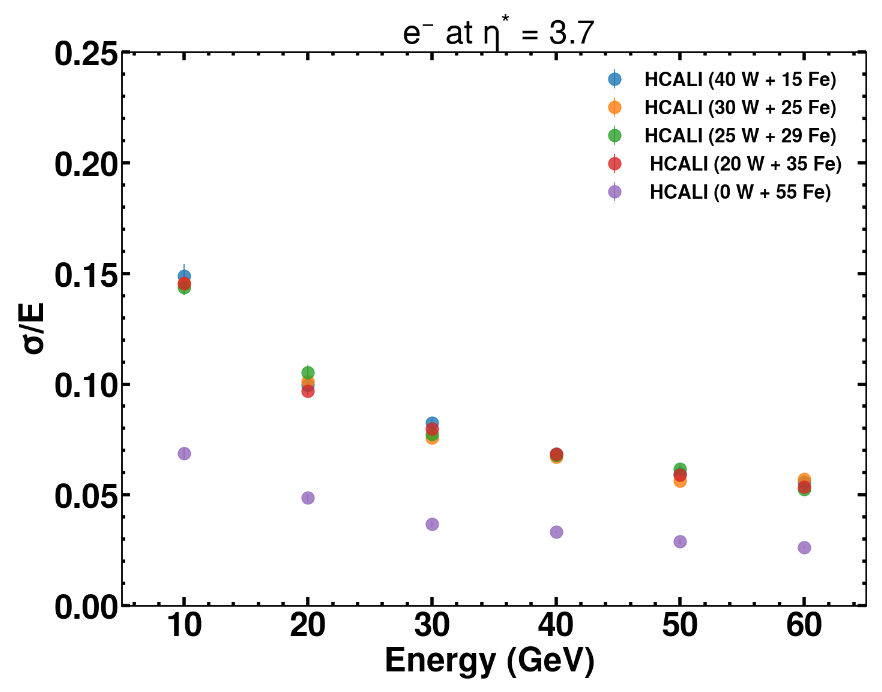 e⁻ at η* = 3.7
0.25
0.20
0.15
0.10
0.05
0.00
σ/E
HCALI (40 W + 15 Fe)
HCALI (30 W + 25 Fe)
HCALI (25 W + 29 Fe)
HCALI (20 W + 35 Fe)
HCALI (0 W + 55 Fe)
10 20 30 40 50 60
Energy (GeV)